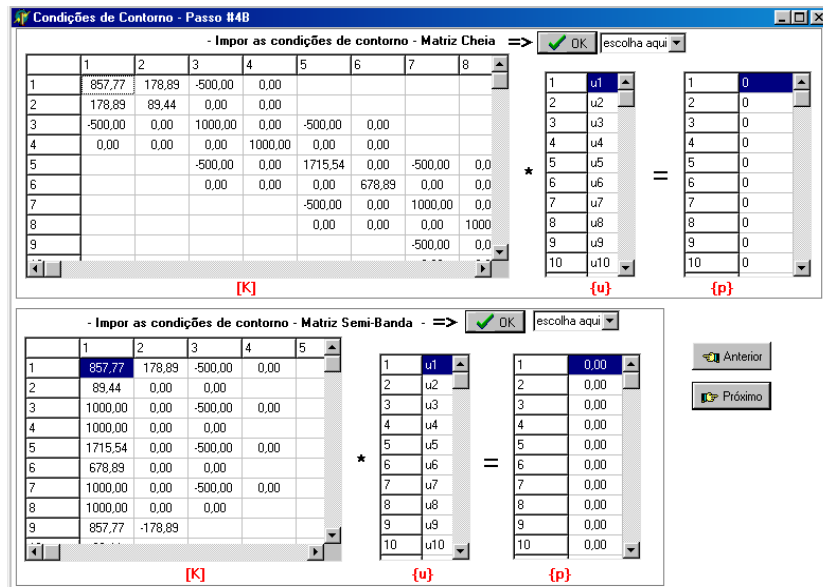 Condições de Contorno - Passo #4B
- Impor as condições de contorno - Matriz Cheia => OK escolha aqui
1 2 3 4 5 6 7 8
1 857,77 178,89 -500,00 0,00
2 178,89 89,44 0,00 0,00
3 -500,00 0,00 1000,00 0,00 -500,00 0,00
4 0,00 0,00 0,00 1000,00 0,00 0,00
5 -500,00 0,00 1715,54 0,00 -500,00 0,0
6 0,00 0,00 0,00 678,89 0,00 0,0
7 -500,00 0,00 1000,00 0,0
8 0,00 0,00 0,00 1000
9 -500,00 0,0
[K]
*
1 u1
2 u2
3 u3
4 u4
5 u5
6 u6
7 u7
8 u8
9 u9
10 u10
{u}
=
1 0
2 0
3 0
4 0
5 0
6 0
7 0
8 0
9 0
10 0
{p}
- Impor as condições de contorno - Matriz Semi-Banda - => OK escolha aqui
1 2 3 4 5
1 857,77 178,89 -500,00 0,00
2 89,44 0,00 0,00
3 1000,00 0,00 -500,00 0,00
4 1000,00 0,00 0,00
5 1715,54 0,00 -500,00 0,00
6 678,89 0,00 0,00
7 1000,00 0,00 -500,00 0,00
8 1000,00 0,00 0,00
9 857,77 -178,89
[K]
*
1 u1
2 u2
3 u3
4 u4
5 u5
6 u6
7 u7
8 u8
9 u9
10 u10
{u}
=
1 0,00
2 0,00
3 0,00
4 0,00
5 0,00
6 0,00
7 0,00
8 0,00
9 0,00
10 0,00
{p}
Anterior
Próximo